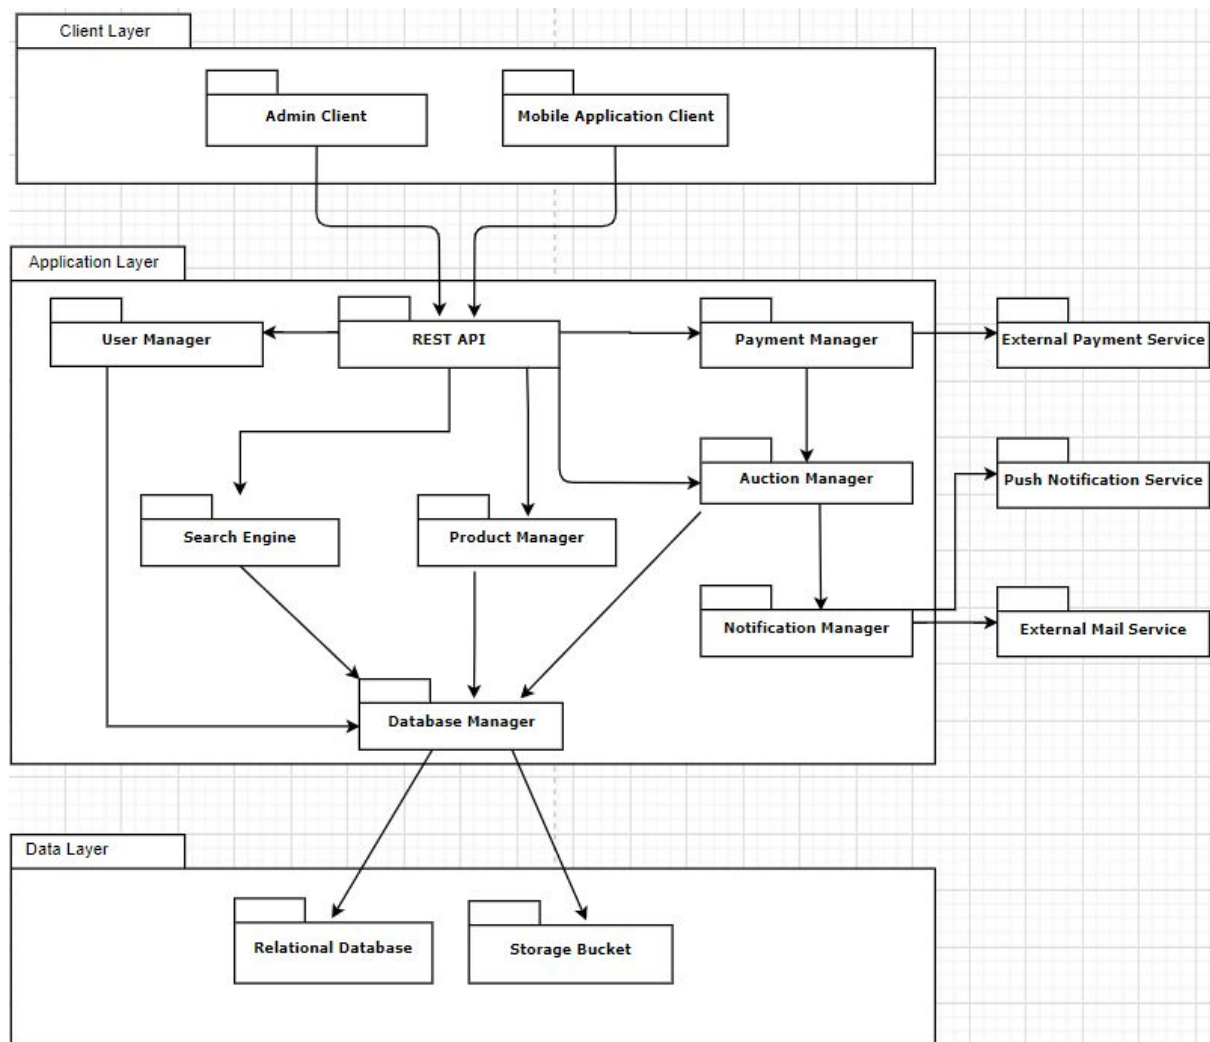 Client Layer
Admin Client
Mobile Application Client
Application Layer
User Manager
REST API
Payment Manager
External Payment Service
Auction Manager
Push Notification Service
Search Engine
Product Manager
Notification Manager
External Mail Service
Database Manager
Data Layer
Relational Database
Storage Bucket